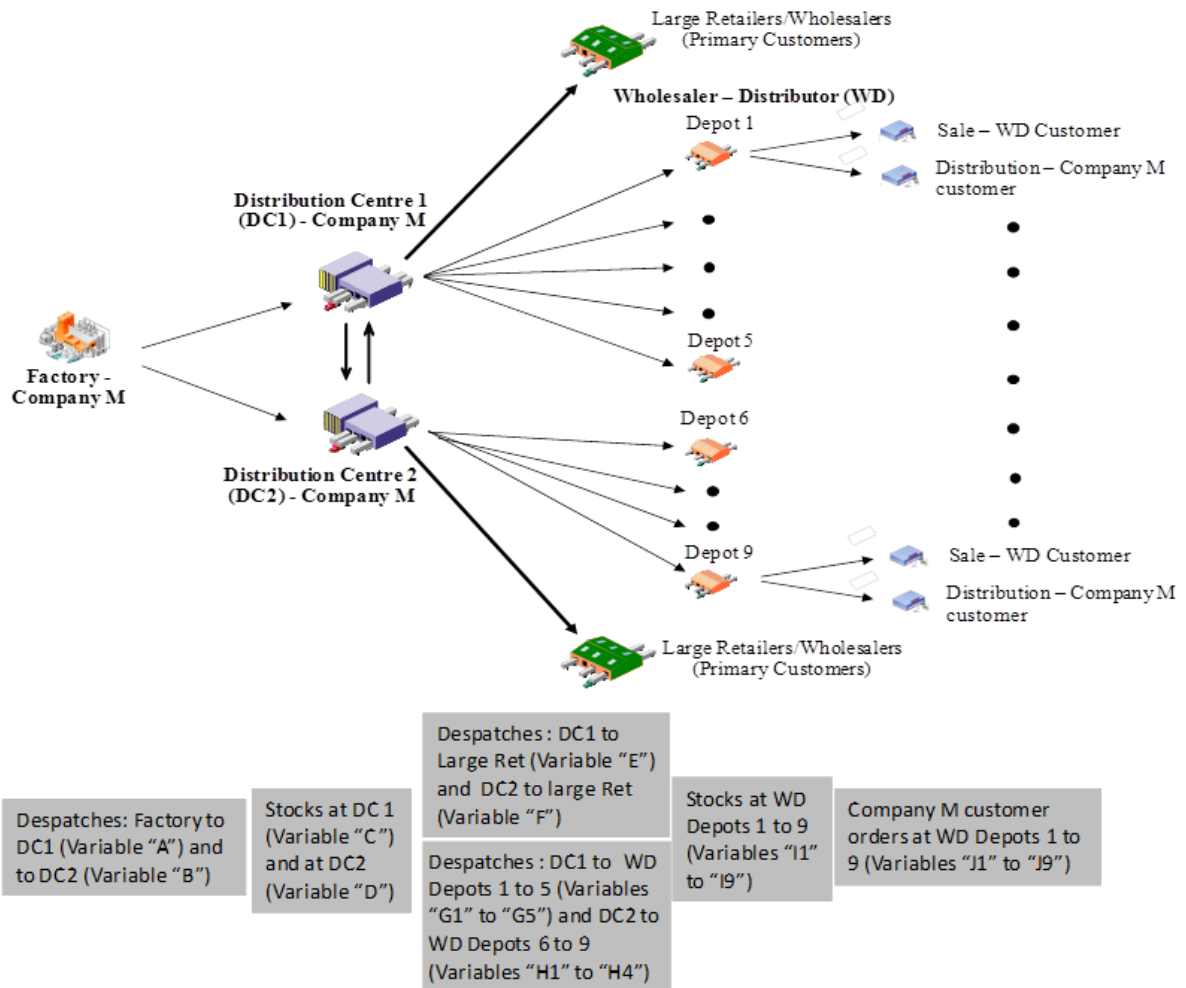 Large Retailers/Wholesalers
(Primary Customers)
Wholesaler – Distributor (WD)
Depot 1
Sale – WD Customer
Distribution – Company M
customer
Distribution Centre 1
(DC1) - Company M
Depot 5
Factory -
Company M
Depot 6
Distribution Centre 2
(DC2) - Company M
Depot 9
Sale – WD Customer
Distribution – Company M
customer
Large Retailers/Wholesalers
(Primary Customers)
Despatches: Factory to
DC1 (Variable “A”) and
to DC2 (Variable “B”)
Stocks at DC 1
(Variable “C”)
and at DC2
(Variable “D”)
Despatches : DC1 to
Large Ret (Variable “E”)
and DC2 to large Ret
(Variable “F”)
Despatches : DC1 to WD
Depots 1 to 5 (Variables
“G1” to “G5”) and DC2 to
WD Depots 6 to 9
(Variables “H1” to “H4”)
Stocks at WD
Depots 1 to 9
(Variables “I1”
to “I9”)
Company M customer
orders at WD Depots 1 to
9 (Variables “J1” to “J9”)